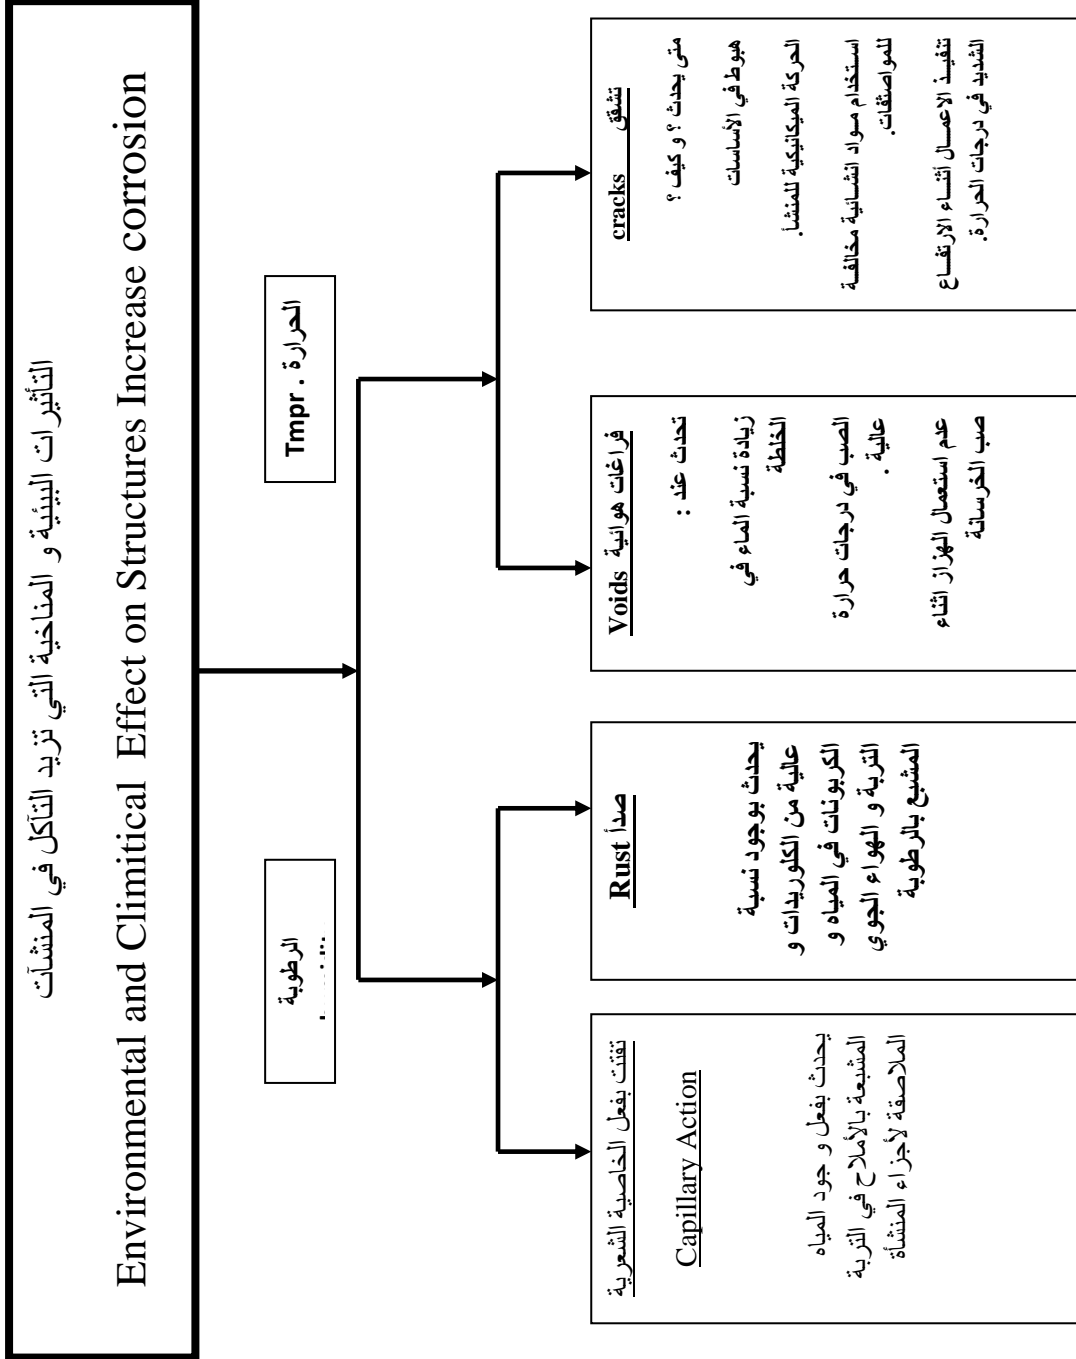 التأثيرات البيئية و المناخية التي تزيد التآكل في المنشآت
Environmental and Climitical Effect on Structures Increase corrosion
الرطوبة
الحرارة . Tmpr
تفتت بفعل الخاصية الشعرية
Capillary Action
يحدث بفعل و جود المياه
المشبعة بالأملاح في التربة
الملاصقة لأجزاء المنشأة
صدأ Rust
يحدث بوجود نسبة
عالية من الكلوريدات و
الكربونات في المياه و
التربة و الهواء الجوي
المشبع بالرطوبة
فراغات هوائية Voids
تحدث عند :
زيادة نسبة الماء في
الخلطة
الصب في درجات حرارة
عالية .
عدم استعمال الهزاز اثناء
صب الخرسانة
تشقق cracks
متى يحدث ؟ و كيف ؟
هبوط في الأساسات
الحركة الميكانيكية للمنشأ.
استخدام مواد انشائية مخالفة
للمواصثقات.
تنفيذ الاعمال أثناء الارتفاع
الشديد في درجات الحرارة.